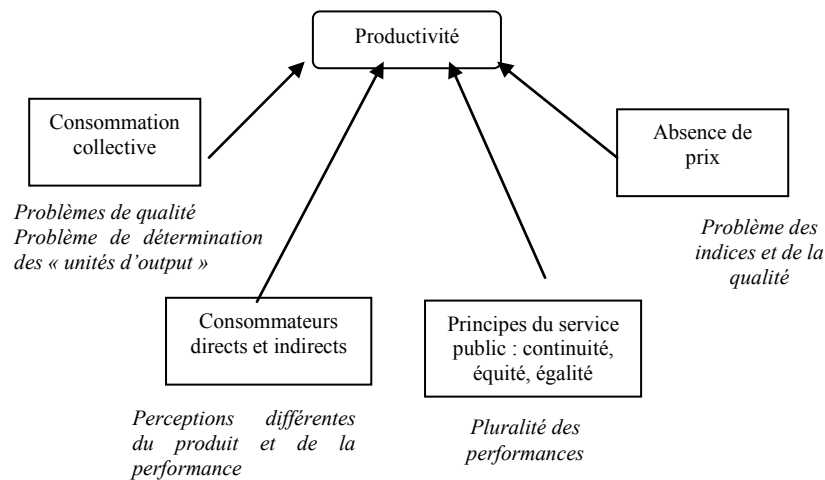 Productivité
Consommation
collective
Absence de
prix
Problèmes de qualité
Problème de détermination
des « unités d'output »
Problème des
indices et de la
qualité
Consommateurs
directs et indirects
Principes du service
public : continuité,
équité, égalité
Perceptions différentes
du produit et de la
performance
Pluralité des
performances